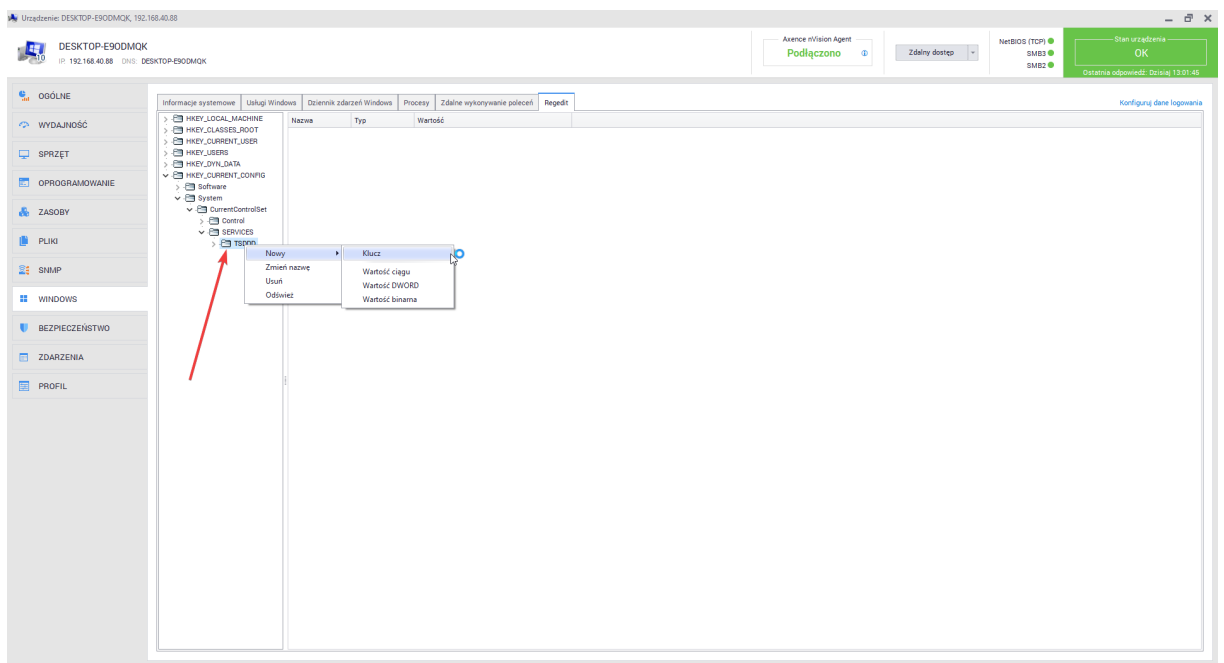 Urządzenie: DESKTOP-E9ODMQK, 192.168.40.88
DESKTOP-E9ODMQK
IP: 192.168.40.88 DNS: DESKTOP-E9ODMQK
10
Axence nVision Agent
Podłączono
Zdalny dostęp
NetBIOS (TCP)
SMB3
SMB2
Stan urządzenia
OK
Ostatnia odpowiedź: Dzisiaj 13:01:45
OGÓLNE
WYDAJNOŚĆ
SPRZĘT
OPROGRAMOWANIE
ZASOBY
PLIKI
SNMP
WINDOWS
BEZPIECZEŃSTWO
ZDARZENIA
PROFIL
Informacje systemowe Usługi Windows Dziennik zdarzeń Windows Procesy Zdalne wykonywanie poleceń Regedit
Konfiguruj dane logowania
HKEY_LOCAL_MACHINE
HKEY_CLASSES_ROOT
HKEY_CURRENT_USER
HKEY_USERS
HKEY_DYN_DATA
HKEY_CURRENT_CONFIG
Software
System
CurrentControlSet
Control
SERVICES
TSDDD
Nazwa Typ Wartość
Nowy
Zmień nazwę
Usuń
Odśwież
Klucz
Wartość ciągu
Wartość DWORD
Wartość binarna